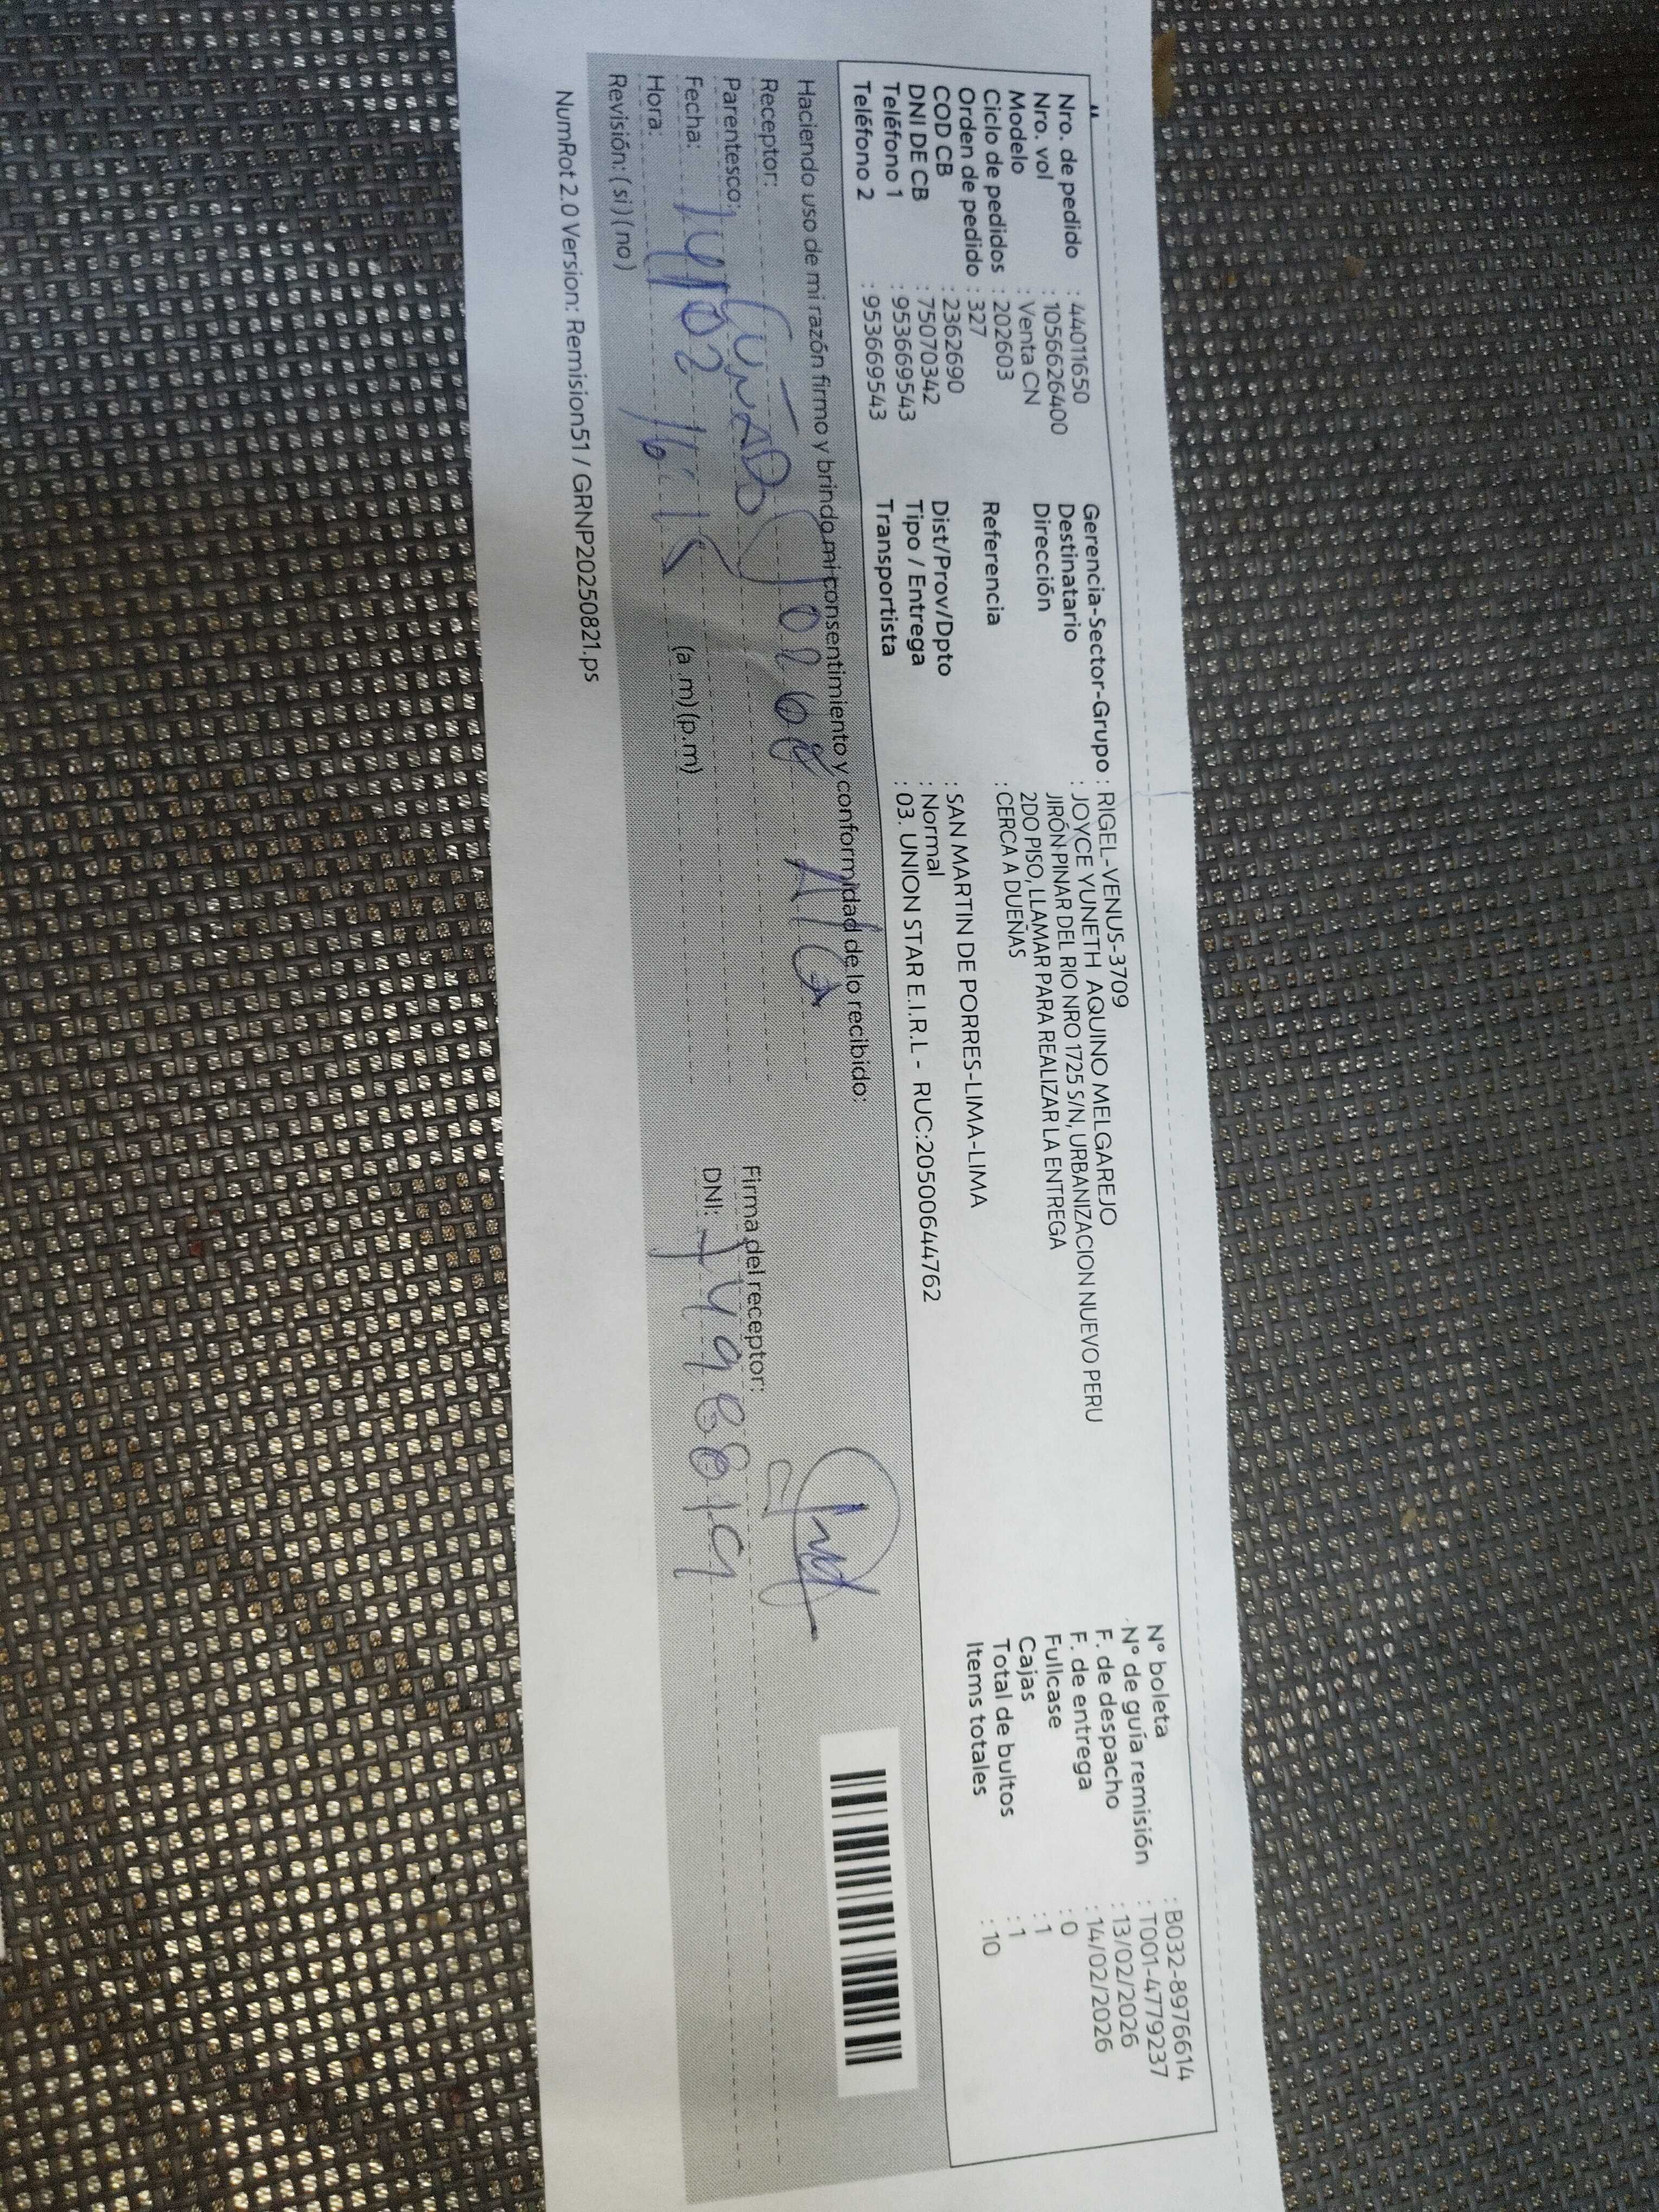 Nro. de pedido : 44011650
Nro. vol : 10566626400
Modelo : Venta CN
Ciclo de pedidos : 202603
Orden de pedido : 327
COD CB : 2362690
DNI DE CB : 75070342
Teléfono 1 : 953669543
Teléfono 2 : 953669543
Gerencia-Sector-Grupo : RIGEL-VENUS-3709
Destinatario : JOYCE YUNETH AQUINO MELGAREJO
Dirección : JIRÓN PINAR DEL RIO NRO 1725 S/N, URBANIZACION NUEVO PERU
2DO PISO, LLAMAR PARA REALIZAR LA ENTREGA
Referencia : CERCA A DUEÑAS
Dist/Prov/Dpto : SAN MARTIN DE PORRES-LIMA-LIMA
Tipo / Entrega : Normal
Transportista : 03. UNION STAR E.I.R.L - RUC:20500644762
N° boleta : B032-8976614
N° de guía remisión : T001-4779237
F. de despacho : 13/02/2026
F. de entrega : 14/02/2026
Fullcase : 0
Cajas : 1
Total de bultos : 1
Items totales : 10
Haciendo uso de mi razón firmo y brindo mi consentimiento y conformidad de lo recibido:
Receptor:
Parentesco: CUÑADO
Fecha: 14/02
Hora: 16:15 (a.m) (p.m)
Revisión: ( si ) ( no )
Firma del receptor:
DNI:
NumRot 2.0 Version: Remision51 / GRNP20250821.ps